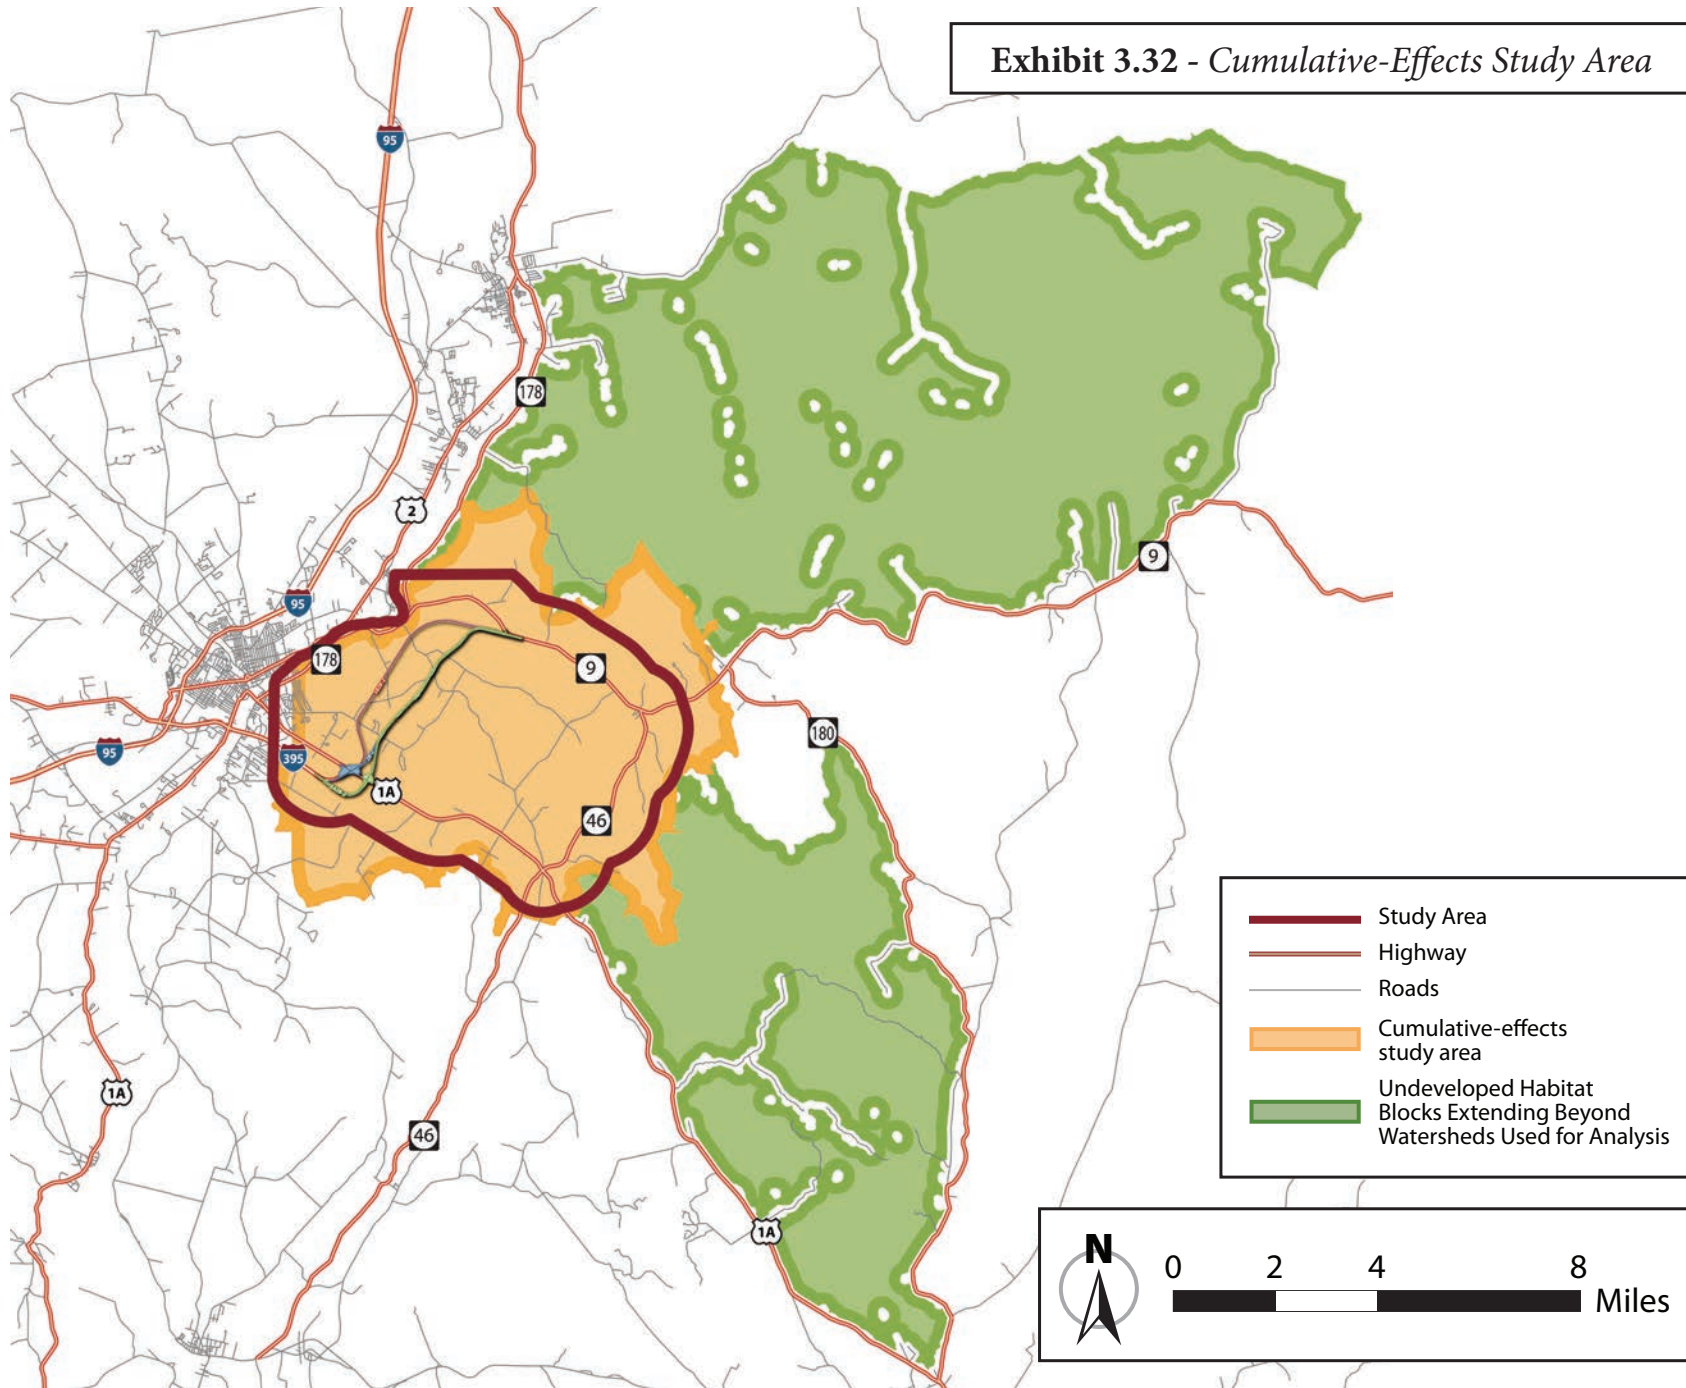 Exhibit 3.32 - Cumulative-Effects Study Area
95
178
2
9
95
178
9
180
95
395
1A
46
1A
46
1A
Study Area
Highway
Roads
Cumulative-effects
study area
Undeveloped Habitat
Blocks Extending Beyond
Watersheds Used for Analysis
N
0 2 4 8
Miles